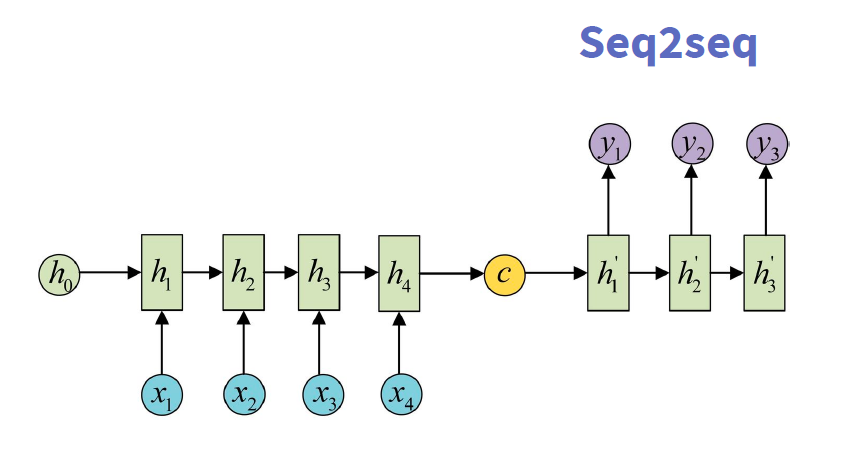 Seq2seq
y1 y2 y3
h0 h1 h2 h3 h4 c h'1 h'2 h'3
x1 x2 x3 x4